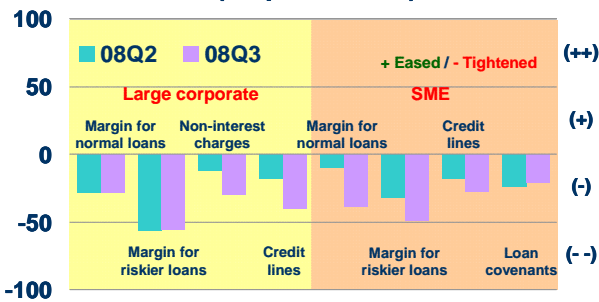 100
08Q2
08Q3
+ Eased / - Tightened
(++)
50
Large corporate
SME
(+)
Margin for
normal loans
Non-interest
charges
Margin for
normal loans
Credit
lines
0
(-)
-50
Margin for
riskier loans
Credit
lines
Margin for
riskier loans
Loan
covenants
(- -)
-100